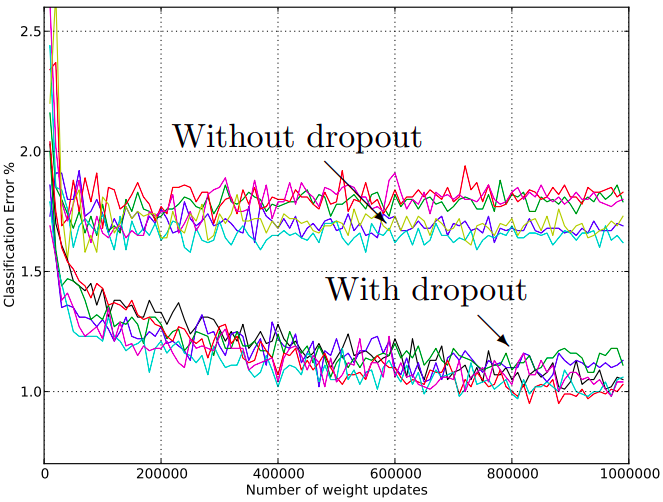 2.5
Without dropout
2.0
Classification Error %
1.5
With dropout
1.0
0 200000 400000 600000 800000 1000000
Number of weight updates